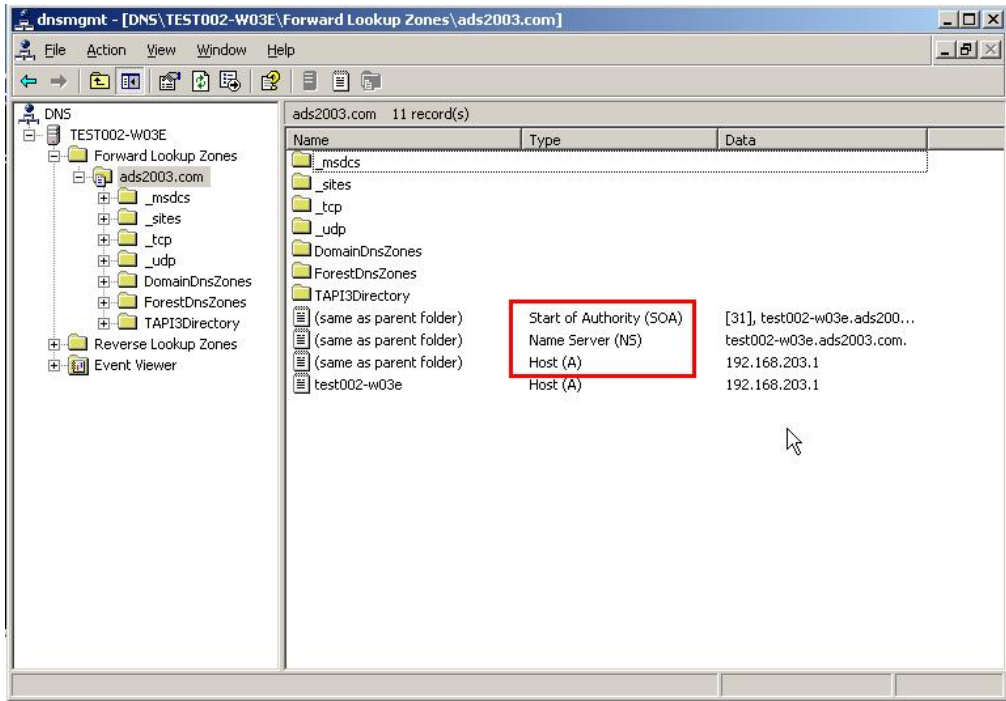 dnsmgmt - [DNS\TEST002-W03E\Forward Lookup Zones\ads2003.com]
File Action View Window Help
DNS
TEST002-W03E
Forward Lookup Zones
ads2003.com
_msdcs
_sites
_tcp
_udp
DomainDnsZones
ForestDnsZones
TAPI3Directory
Reverse Lookup Zones
Event Viewer
ads2003.com 11 record(s)
Name Type Data
_msdcs
_sites
_tcp
_udp
DomainDnsZones
ForestDnsZones
TAPI3Directory
(same as parent folder) Start of Authority (SOA) [31], test002-w03e.ads200...
(same as parent folder) Name Server (NS) test002-w03e.ads2003.com.
(same as parent folder) Host (A) 192.168.203.1
test002-w03e Host (A) 192.168.203.1